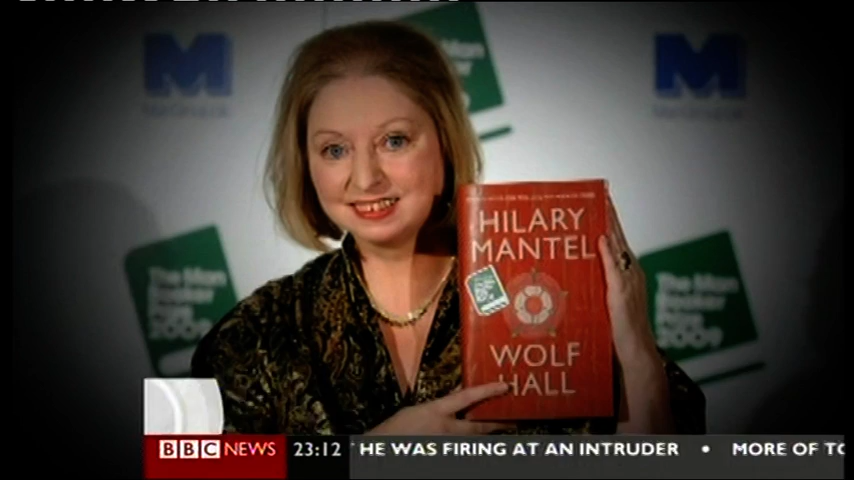 M
M
Man
HILARY
MANTEL
The Man
Booker
Prize
2009
The Man
Booker
Prize
2009
WOLF
HALL
BBC NEWS 23:12 HE WAS FIRING AT AN INTRUDER • MORE OF TO